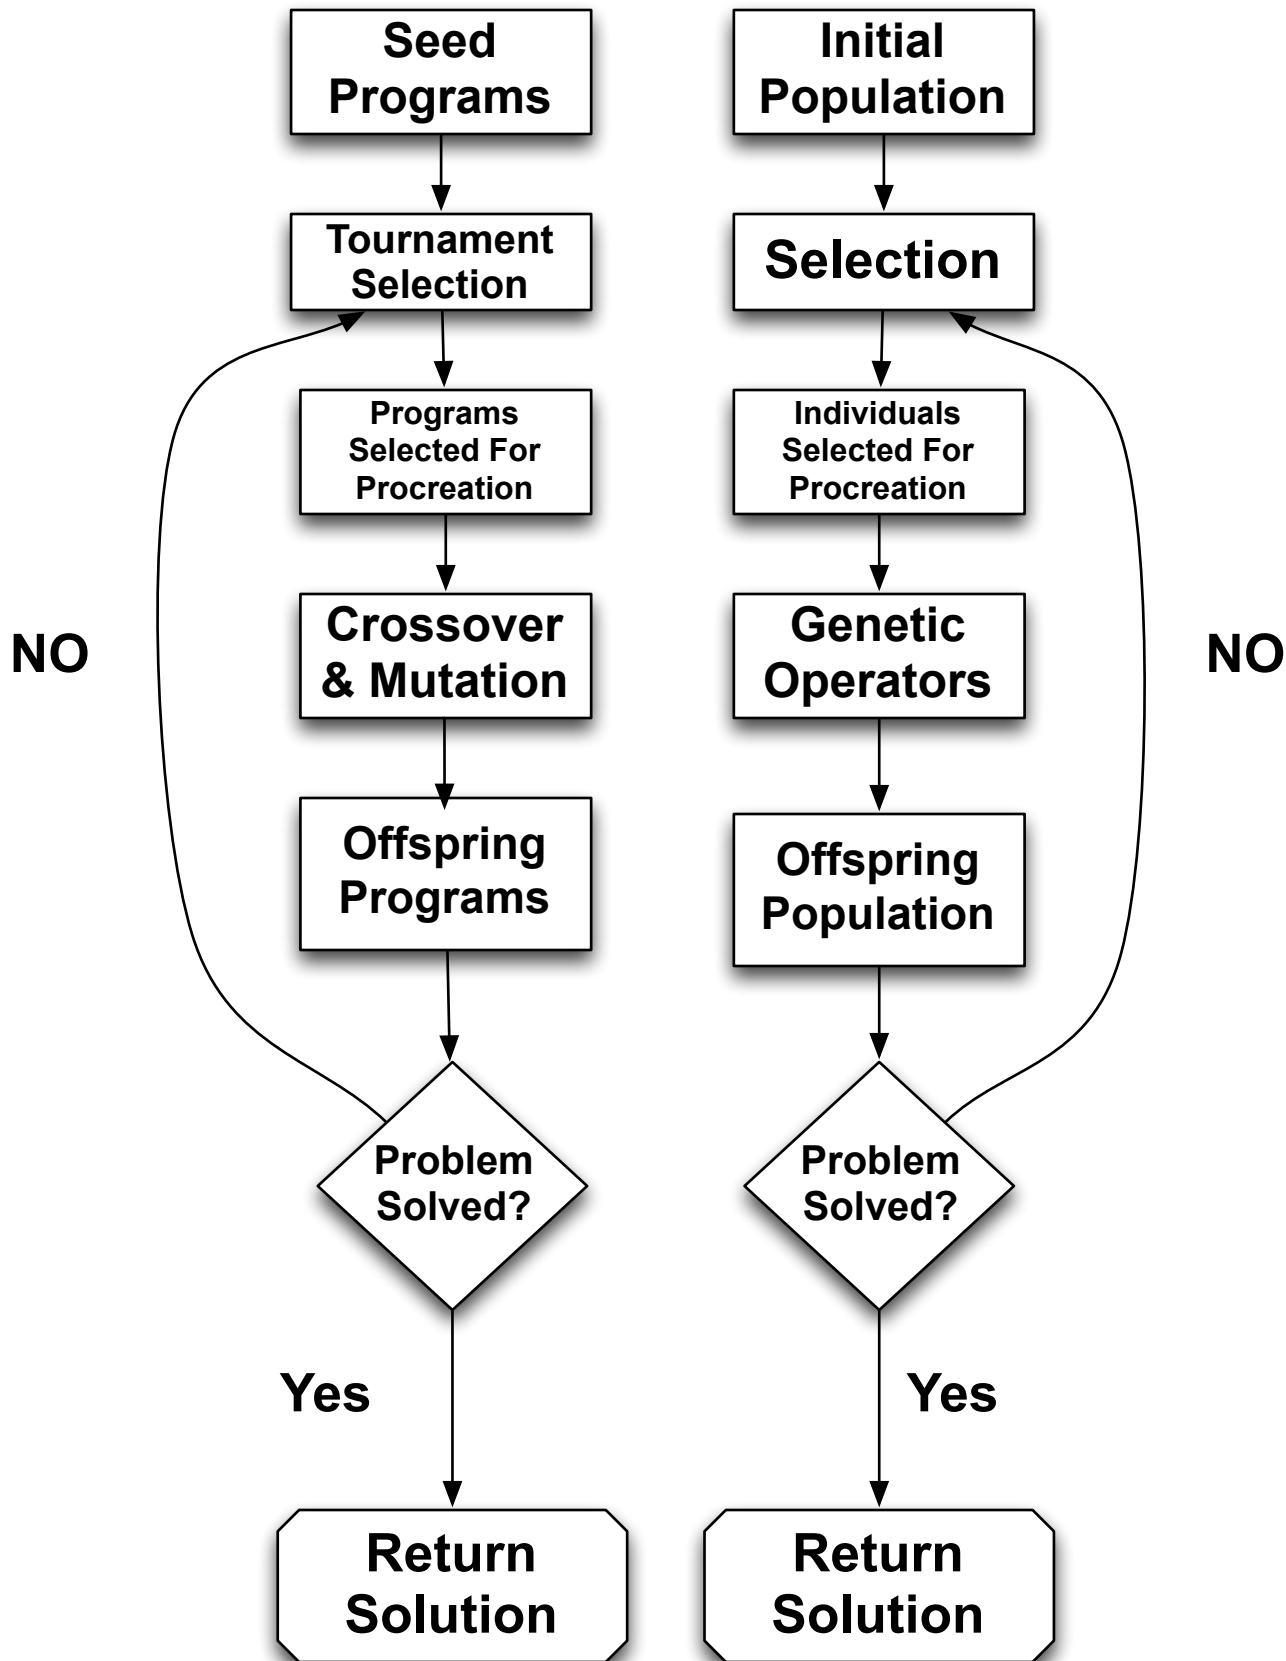 Seed
Programs
Tournament
Selection
Programs
Selected For
Procreation
Crossover
& Mutation
Offspring
Programs
Problem
Solved?
NO
Yes
Return
Solution
Initial
Population
Selection
Individuals
Selected For
Procreation
Genetic
Operators
Offspring
Population
Problem
Solved?
NO
Yes
Return
Solution